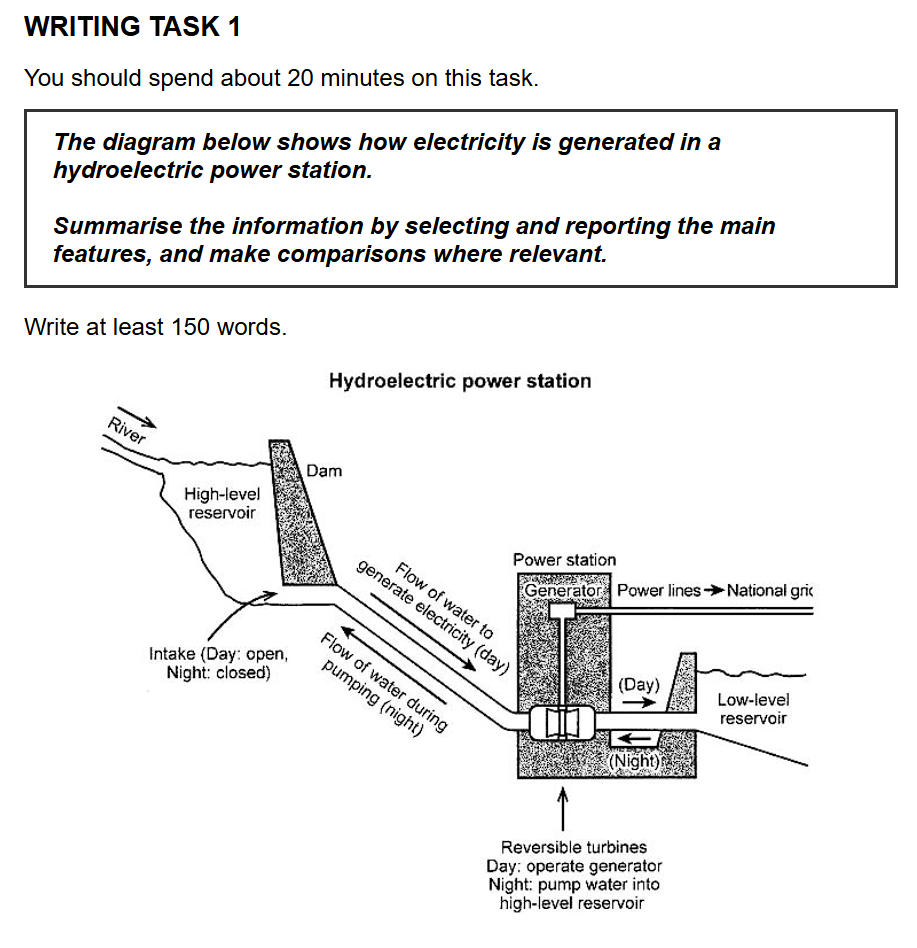 WRITING TASK 1
You should spend about 20 minutes on this task.
The diagram below shows how electricity is generated in a
hydroelectric power station.
Summarise the information by selecting and reporting the main
features, and make comparisons where relevant.
Write at least 150 words.
Hydroelectric power station
River
Dam
High-level
reservoir
Flow of water to
generate electricity (day)
Power station
Generator
Power lines
National gri
Intake (Day: open,
Night: closed)
Flow of water during
pumping (night)
(Day)
Low-level
reservoir
(Night)
Reversible turbines
Day: operate generator
Night: pump water into
high-level reservoir